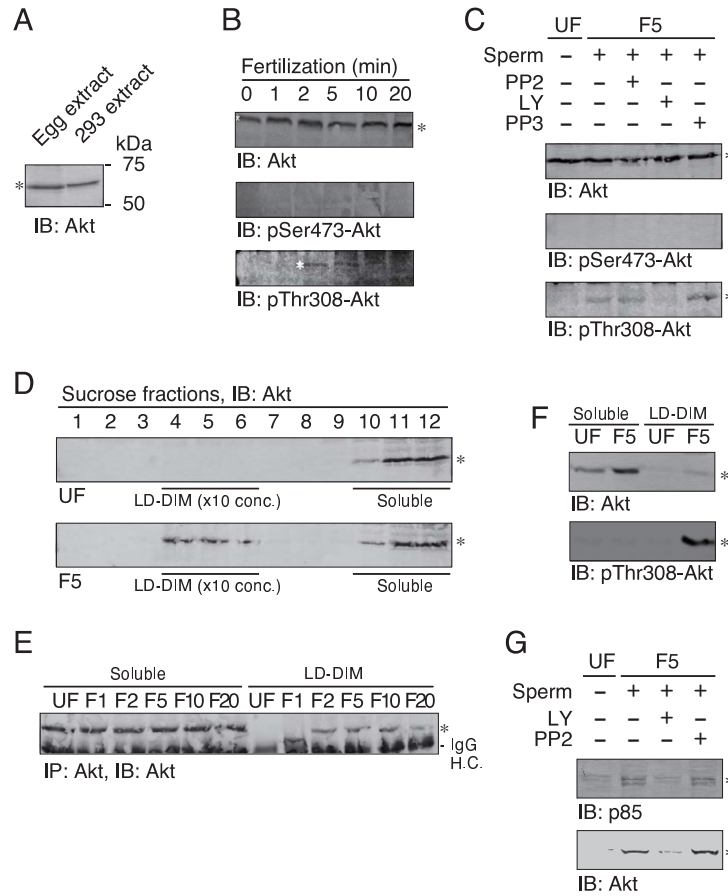 A
Egg extract
293 extract
kDa
* - 75
- 50
IB: Akt
B
Fertilization (min)
0 1 2 5 10 20
*
IB: Akt
IB: pSer473-Akt
*
IB: pThr308-Akt
C
UF F5
Sperm – + + + +
PP2 – – + – –
LY – – – + –
PP3 – – – – +
*
IB: Akt
IB: pSer473-Akt
*
IB: pThr308-Akt
D
Sucrose fractions, IB: Akt
1 2 3 4 5 6 7 8 9 10 11 12
*
UF LD-DIM (x10 conc.) Soluble
*
F5 LD-DIM (x10 conc.) Soluble
E
Soluble LD-DIM
UF F1 F2 F5 F10 F20 UF F1 F2 F5 F10 F20
*
- IgG
H.C.
IP: Akt, IB: Akt
F
Soluble LD-DIM
UF F5 UF F5
*
IB: Akt
*
IB: pThr308-Akt
G
UF F5
Sperm – + + +
LY – – + –
PP2 – – – +
*
IB: p85
*
IB: Akt